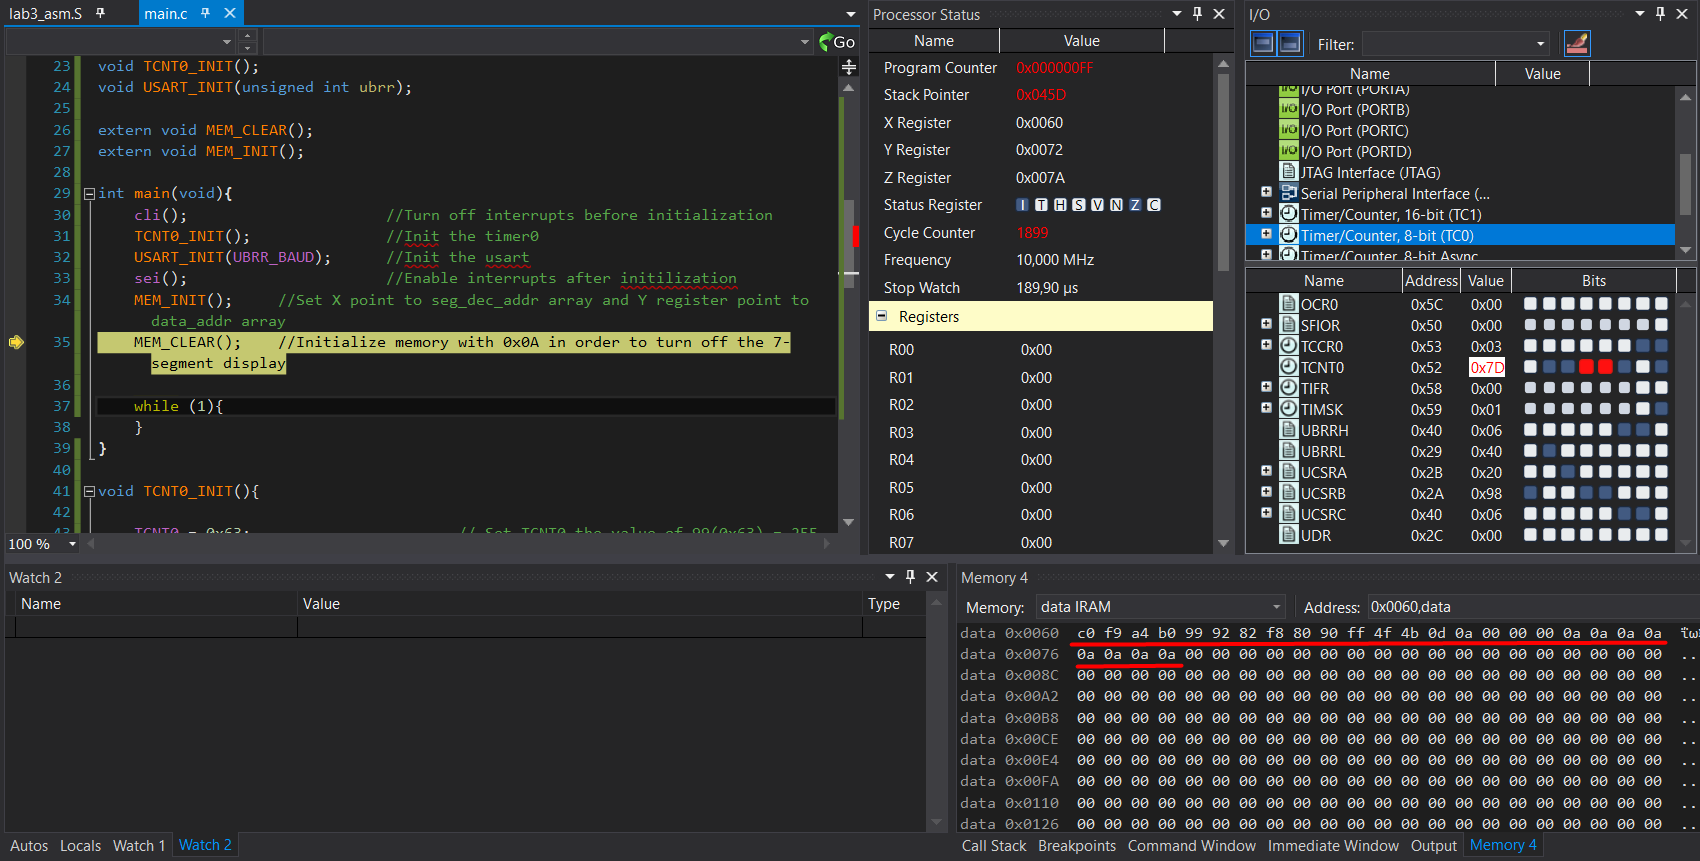 lab3_asm.S
main.c
Go
23 void TCNT0_INIT();
24 void USART_INIT(unsigned int ubrr);
25
26 extern void MEM_CLEAR();
27 extern void MEM_INIT();
28
29 int main(void){
30 cli(); //Turn off interrupts before initialization
31 TCNT0_INIT(); //Init the timer0
32 USART_INIT(UBRR_BAUD); //Init the usart
33 sei(); //Enable interrupts after initilization
34 MEM_INIT(); //Set X point to seg_dec_addr array and Y register point to
data_addr array
35 MEM_CLEAR(); //Initialize memory with 0x0A in order to turn off the 7-
segment display
36
37 while (1){
38 }
39 }
40
41 void TCNT0_INIT(){
42
43 TCNT0 = 0x63; // Set TCNT0 the value of 99(0x63) = 255
100 %
Processor Status
Name Value
Program Counter 0x000000FF
Stack Pointer 0x045D
X Register 0x0060
Y Register 0x0072
Z Register 0x007A
Status Register I T H S V N Z C
Cycle Counter 1899
Frequency 10,000 MHz
Stop Watch 189,90 µs
Registers
R00 0x00
R01 0x00
R02 0x00
R03 0x00
R04 0x00
R05 0x00
R06 0x00
R07 0x00
I/O
Filter:
Name Value
I/O Port (PORTA)
I/O Port (PORTB)
I/O Port (PORTC)
I/O Port (PORTD)
JTAG Interface (JTAG)
Serial Peripheral Interface (...
Timer/Counter, 16-bit (TC1)
Timer/Counter, 8-bit (TC0)
Timer/Counter, 8-bit Async
Name Address Value Bits
OCR0 0x5C 0x00
SFIOR 0x50 0x00
TCCR0 0x53 0x03
TCNT0 0x52 0x7D
TIFR 0x58 0x00
TIMSK 0x59 0x01
UBRRH 0x40 0x06
UBRRL 0x29 0x40
UCSRA 0x2B 0x20
UCSRB 0x2A 0x98
UCSRC 0x40 0x06
UDR 0x2C 0x00
Watch 2
Name Value Type
Autos Locals Watch 1 Watch 2
Memory 4
Memory: data IRAM Address: 0x0060,data
data 0x0060 c0 f9 a4 b0 99 92 82 f8 80 90 ff 4f 4b 0d 0a 00 00 00 0a 0a 0a 0a
data 0x0076 0a 0a 0a 0a 00 00 00 00 00 00 00 00 00 00 00 00 00 00 00 00 00 00 ..
data 0x008C 00 00 00 00 00 00 00 00 00 00 00 00 00 00 00 00 00 00 00 00 00 00 ..
data 0x00A2 00 00 00 00 00 00 00 00 00 00 00 00 00 00 00 00 00 00 00 00 00 00 ..
data 0x00B8 00 00 00 00 00 00 00 00 00 00 00 00 00 00 00 00 00 00 00 00 00 00 ..
data 0x00CE 00 00 00 00 00 00 00 00 00 00 00 00 00 00 00 00 00 00 00 00 00 00 ..
data 0x00E4 00 00 00 00 00 00 00 00 00 00 00 00 00 00 00 00 00 00 00 00 00 00 ..
data 0x00FA 00 00 00 00 00 00 00 00 00 00 00 00 00 00 00 00 00 00 00 00 00 00 ..
data 0x0110 00 00 00 00 00 00 00 00 00 00 00 00 00 00 00 00 00 00 00 00 00 00 ..
data 0x0126 00 00 00 00 00 00 00 00 00 00 00 00 00 00 00 00 00 00 00 00 00 00 ..
Call Stack Breakpoints Command Window Immediate Window Output Memory 4